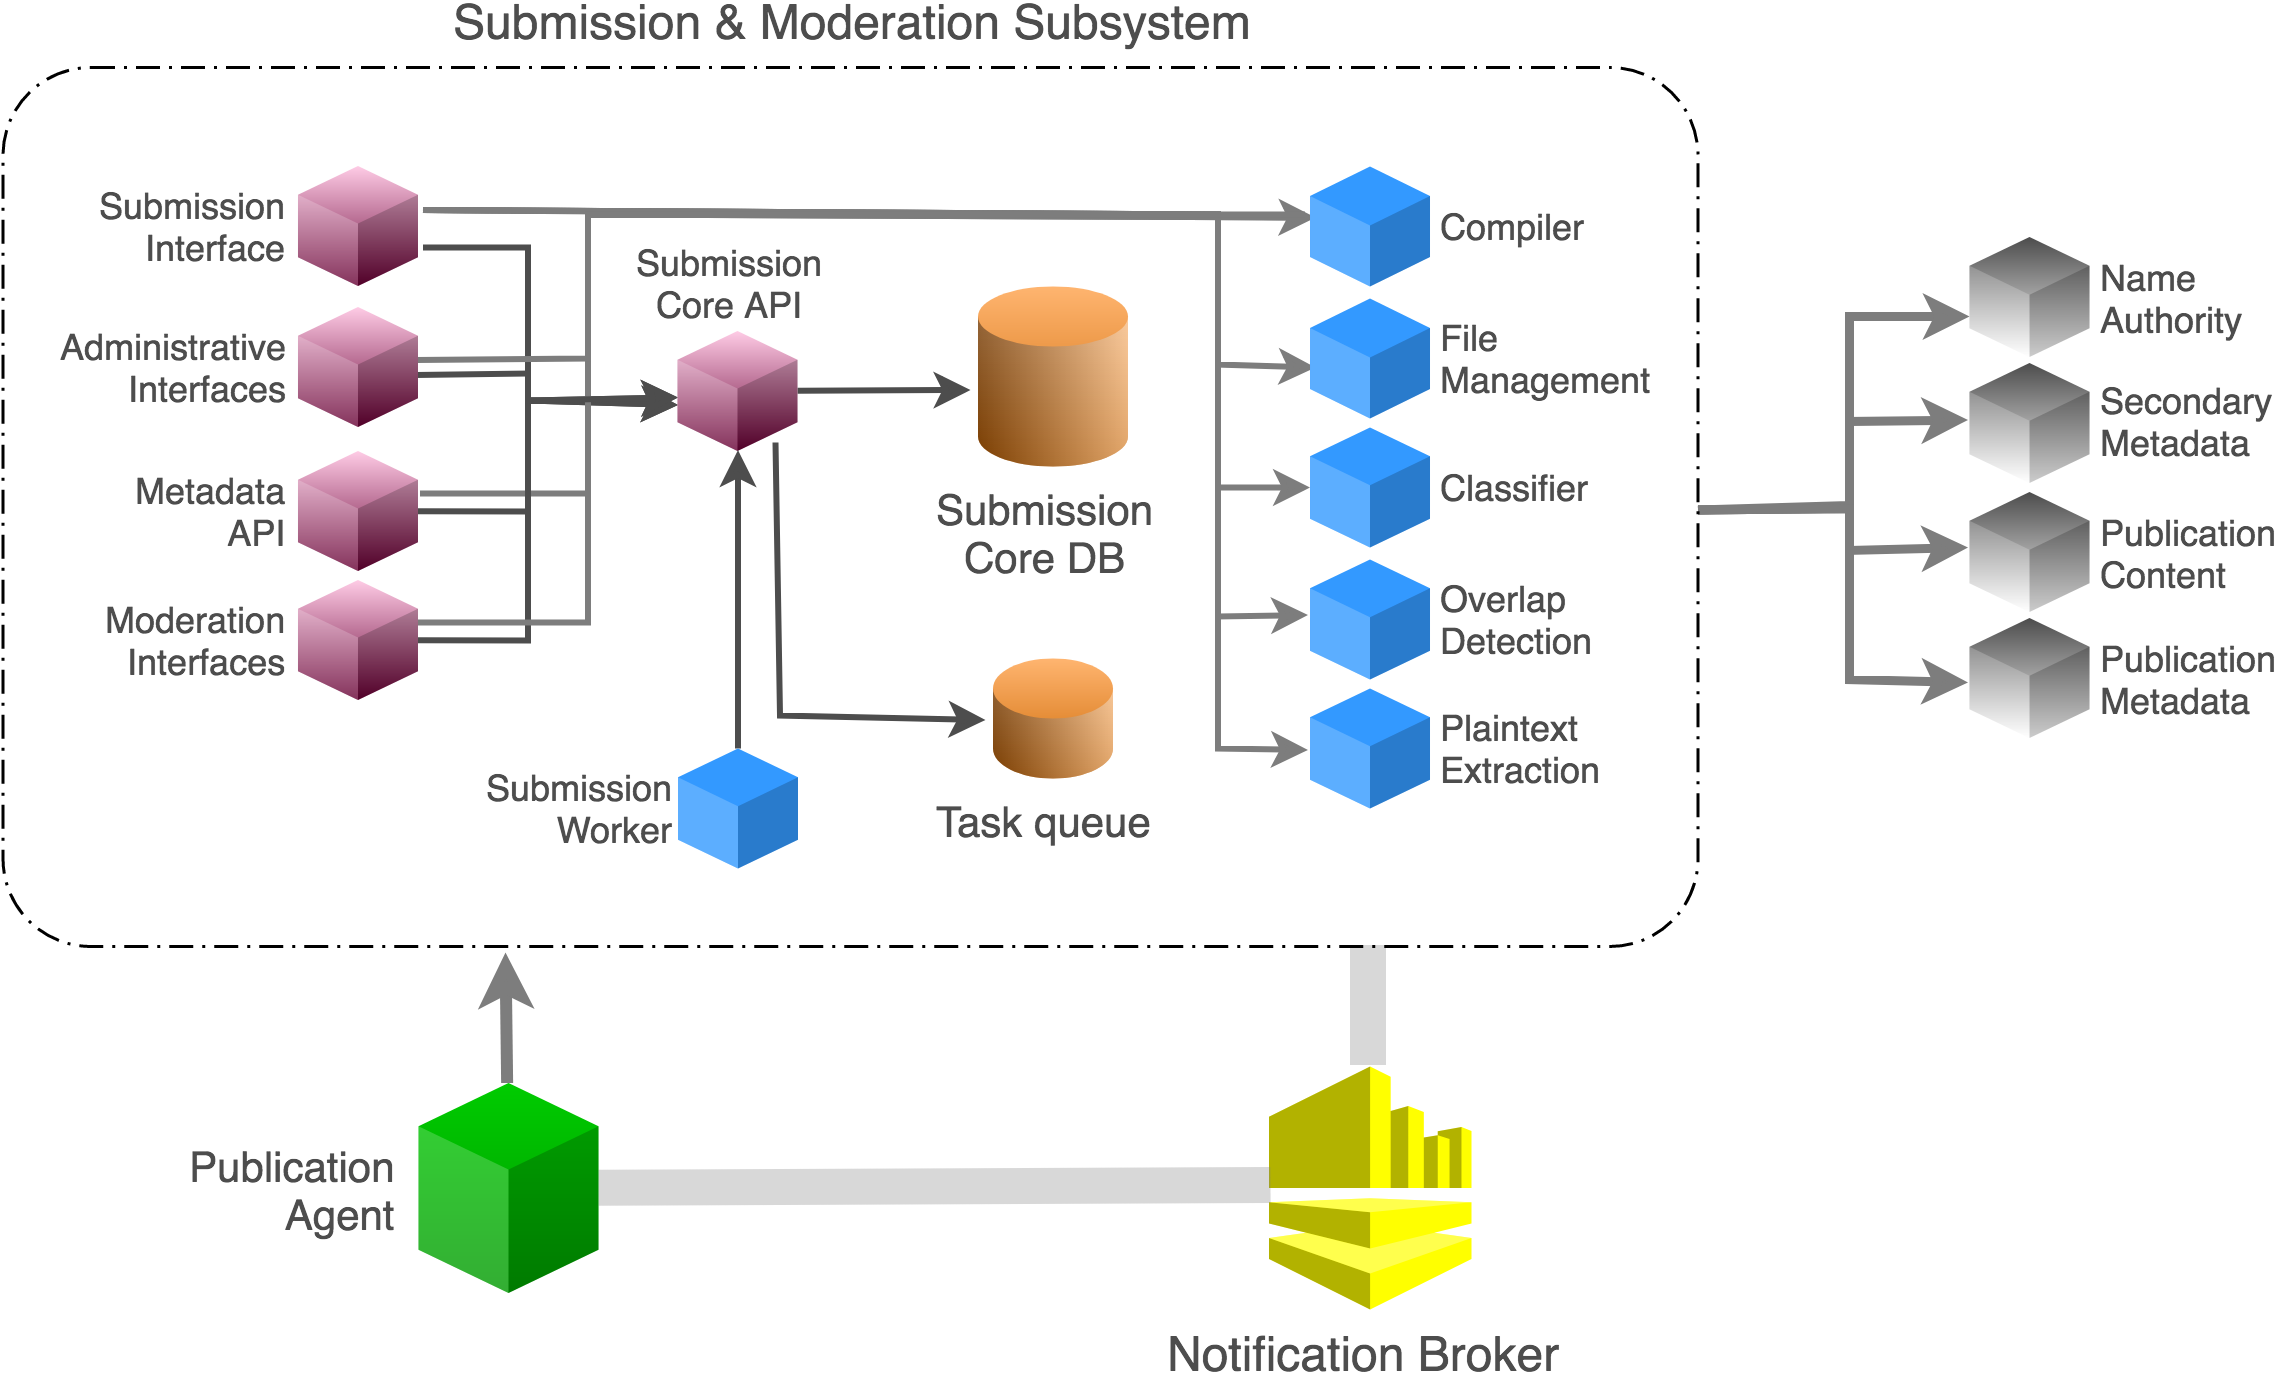 Submission & Moderation Subsystem
Submission
Interface
Administrative
Interfaces
Metadata
API
Moderation
Interfaces
Submission
Core API
Submission
Worker
Submission
Core DB
Task queue
Compiler
File
Management
Classifier
Overlap
Detection
Plaintext
Extraction
Name
Authority
Secondary
Metadata
Publication
Content
Publication
Metadata
Publication
Agent
Notification Broker